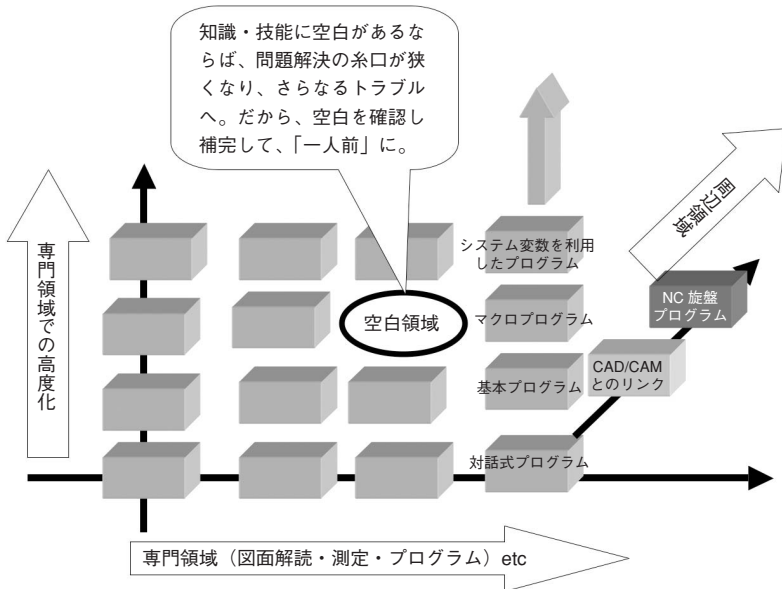 知識・技能に空白があるな
らば、問題解決の糸口が狭
くなり、さらなるトラブル
へ。だから、空白を確認し
補完して、「一人前」に。
周辺領域
専門領域での高度化
システム変数を利用
したプログラム
空白領域
マクロプログラム
NC 旋盤
プログラム
基本プログラム
CAD/CAM
とのリンク
対話式プログラム
専門領域（図面解読・測定・プログラム）etc